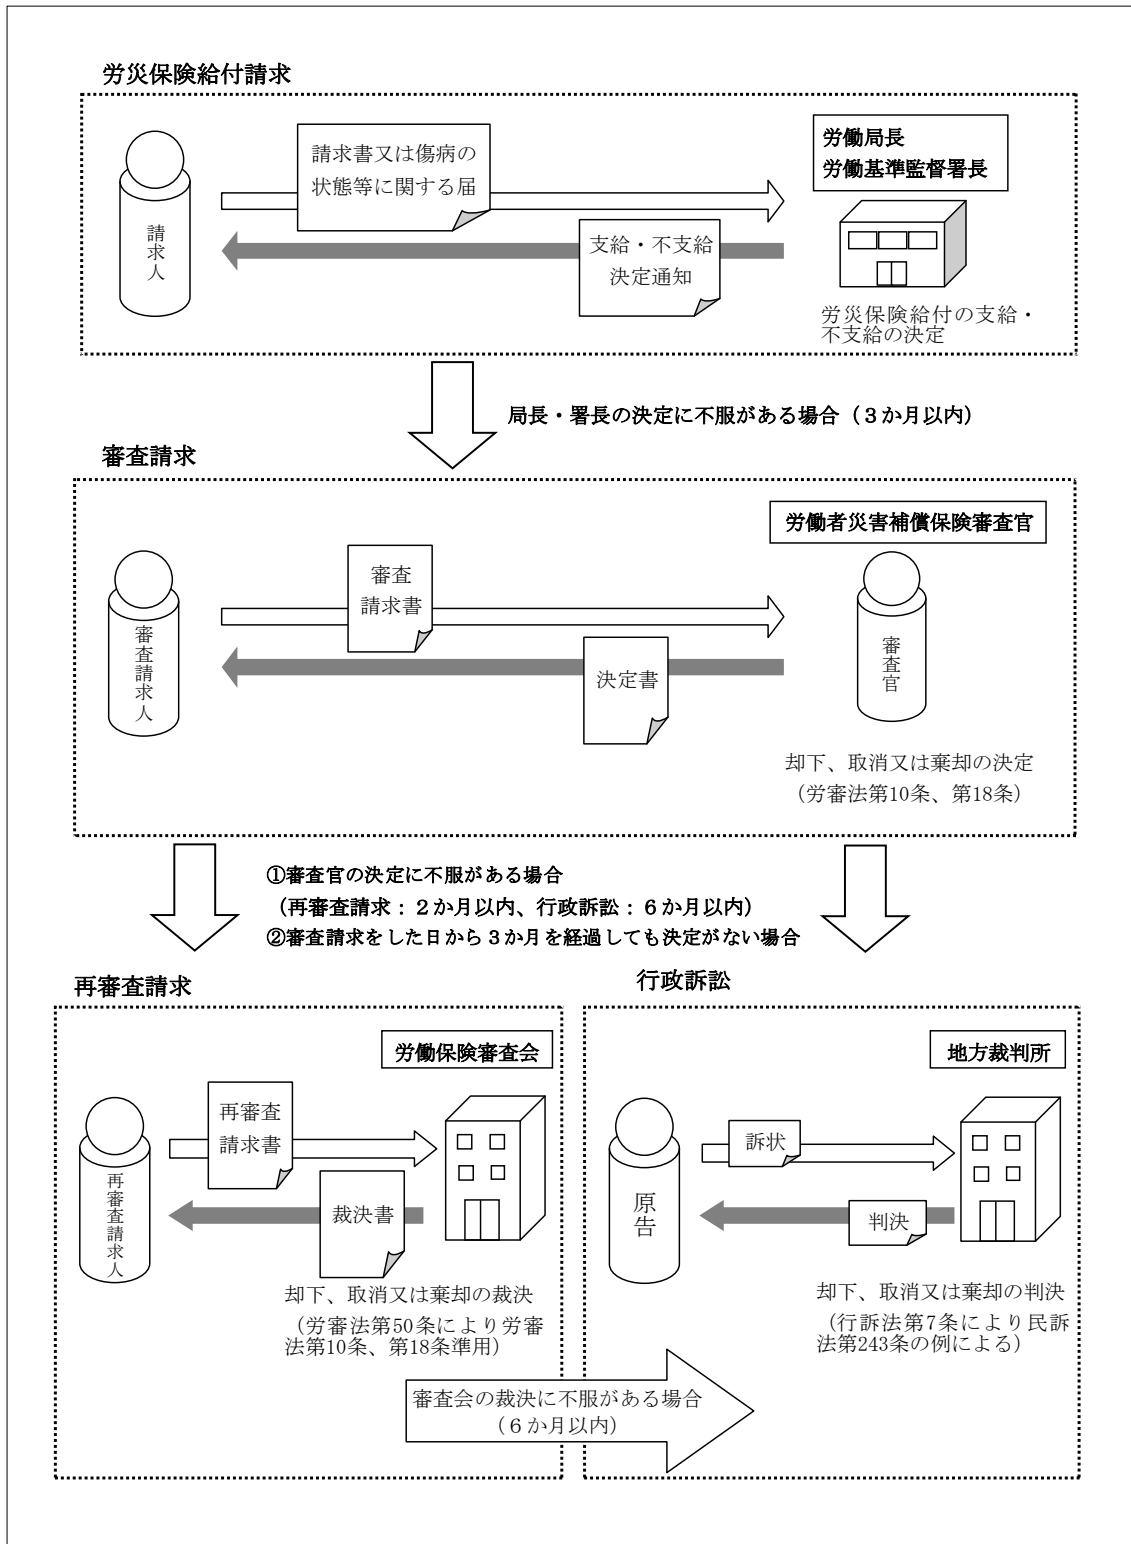 労災保険給付請求
請求書又は傷病の
状態等に関する届
労働局長
労働基準監督署長
請求人
支給・不支給
決定通知
労災保険給付の支給・
不支給の決定
局長・署長の決定に不服がある場合（３か月以内）
審査請求
労働者災害補償保険審査官
審査
請求書
審査請求人
決定書
審査官
却下、取消又は棄却の決定
（労審法第10条、第18条）
①審査官の決定に不服がある場合
（再審査請求：２か月以内、行政訴訟：６か月以内）
②審査請求をした日から３か月を経過しても決定がない場合
再審査請求
労働保険審査会
再審査
請求書
再審査請求人
裁決書
却下、取消又は棄却の裁決
（労審法第50条により労審
法第10条、第18条準用）
行政訴訟
地方裁判所
訴状
原告
判決
却下、取消又は棄却の判決
（行訴法第7条により民訴
法第243条の例による）
審査会の裁決に不服がある場合
（６か月以内）